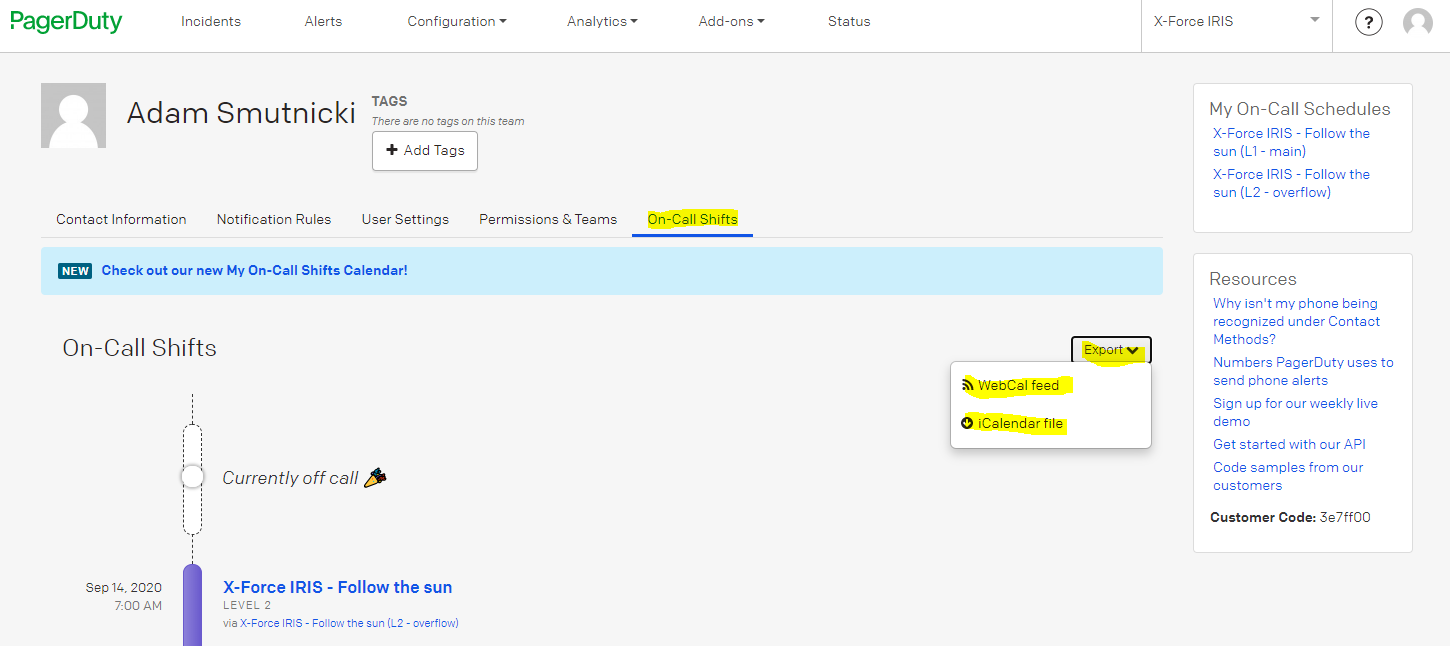 PagerDuty
Incidents
Alerts
Configuration
Analytics
Add-ons
Status
X-Force IRIS
?
Adam Smutnicki
TAGS
There are no tags on this team
+ Add Tags
Contact Information
Notification Rules
User Settings
Permissions & Teams
On-Call Shifts
NEW Check out our new My On-Call Shifts Calendar!
On-Call Shifts
Export
WebCal feed
iCalendar file
Currently off call
Sep 14, 2020
7:00 AM
X-Force IRIS - Follow the sun
LEVEL 2
via X-Force IRIS - Follow the sun (L2 - overflow)
My On-Call Schedules
X-Force IRIS - Follow the
sun (L1 - main)
X-Force IRIS - Follow the
sun (L2 - overflow)
Resources
Why isn't my phone being
recognized under Contact
Methods?
Numbers PagerDuty uses to
send phone alerts
Sign up for our weekly live
demo
Get started with our API
Code samples from our
customers
Customer Code: 3e7ff00